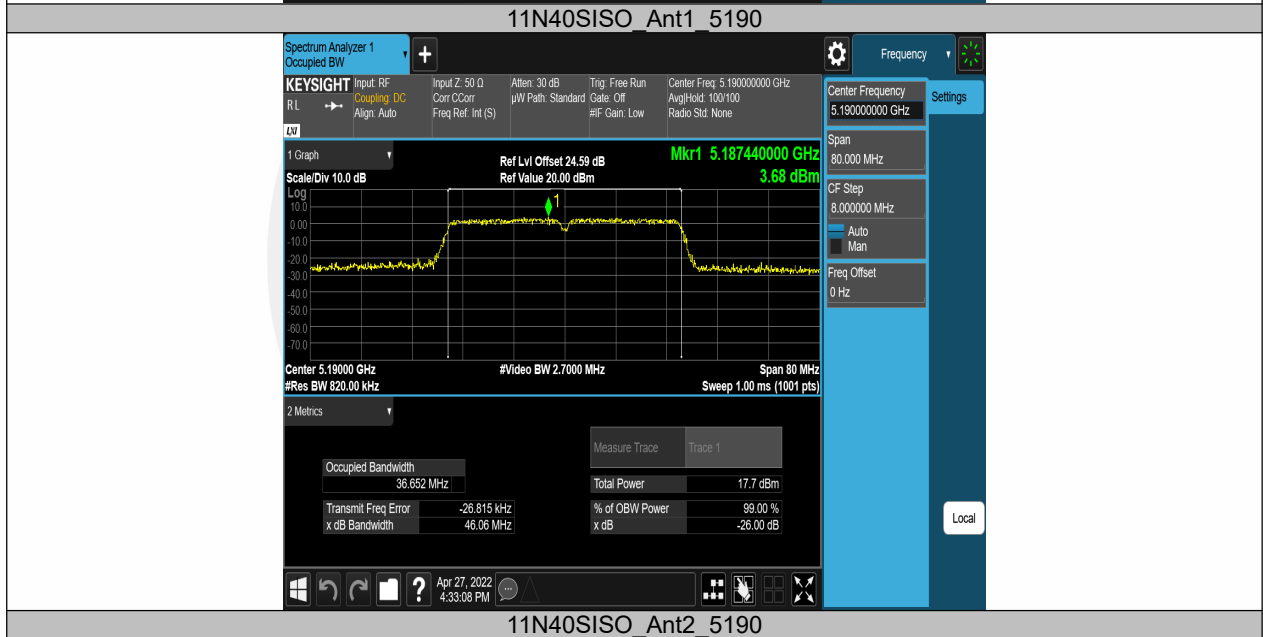 11N40SISO_Ant1_5190
Spectrum Analyzer 1
Occupied BW
+
Frequency
KEYSIGHT
RL
LXI
Input: RF
Coupling: DC
Align: Auto
Input Z: 50 Ω
Corr CCorr
Freq Ref: Int (S)
Atten: 30 dB
µW Path: Standard
Trig: Free Run
Gate: Off
#IF Gain: Low
Center Freq: 5.190000000 GHz
Avg|Hold: 100/100
Radio Std: None
Center Frequency
5.190000000 GHz
Settings
Span
80.000 MHz
CF Step
8.000000 MHz
Auto
Man
Freq Offset
0 Hz
Local
1 Graph
Scale/Div 10.0 dB
Ref Lvl Offset 24.59 dB
Ref Value 20.00 dBm
Mkr1 5.187440000 GHz
3.68 dBm
Log
1
10.0
0.00
-10.0
-20.0
-30.0
-40.0
-50.0
-60.0
-70.0
Center 5.19000 GHz
#Res BW 820.00 kHz
#Video BW 2.7000 MHz
Span 80 MHz
Sweep 1.00 ms (1001 pts)
2 Metrics
Measure Trace Trace 1
Occupied Bandwidth
36.652 MHz
Total Power 17.7 dBm
Transmit Freq Error -26.815 kHz
% of OBW Power 99.00 %
x dB Bandwidth 46.06 MHz
x dB -26.00 dB
?
Apr 27, 2022
4:33:08 PM
11N40SISO_Ant2_5190